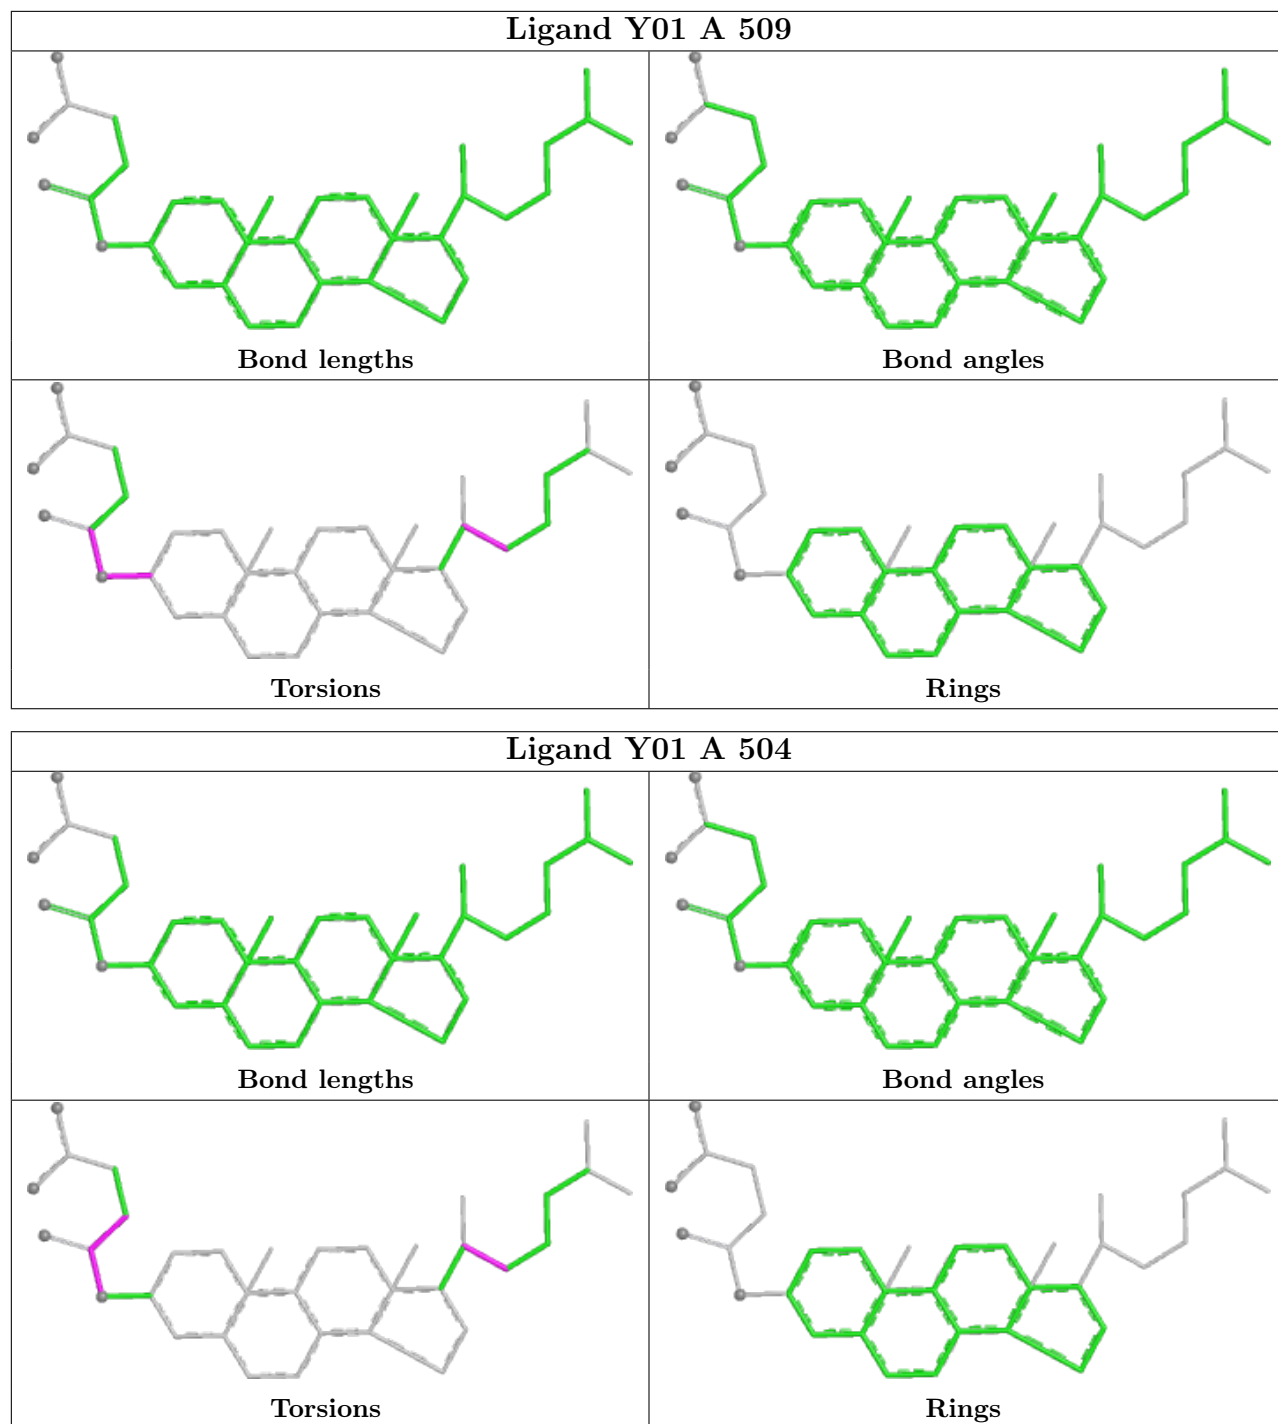 Ligand Y01 A 509
Bond lengths
Bond angles
Torsions
Rings
Ligand Y01 A 504
Bond lengths
Bond angles
Torsions
Rings